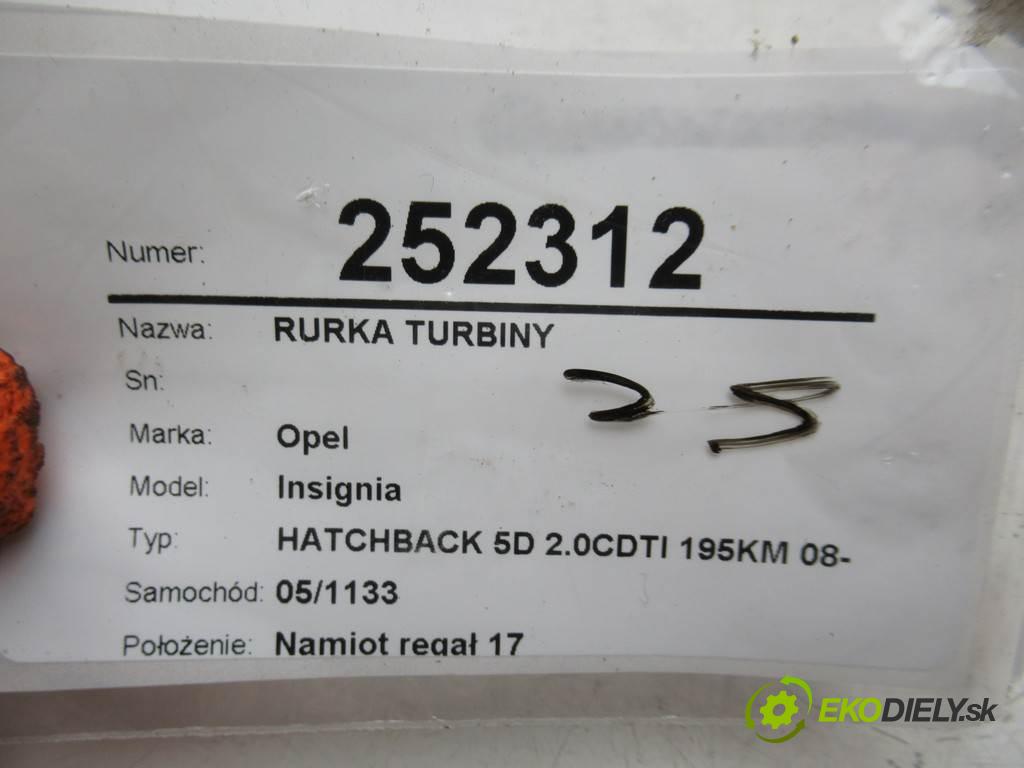 Numer: 252312
Nazwa: RURKA TURBINY
Sn:
25
Marka: Opel
Model: Insignia
Typ: HATCHBACK 5D 2.0CDTI 195KM 08-
Samochód: 05/1133
Położenie: Namiot regał 17
EKODIELY.sk